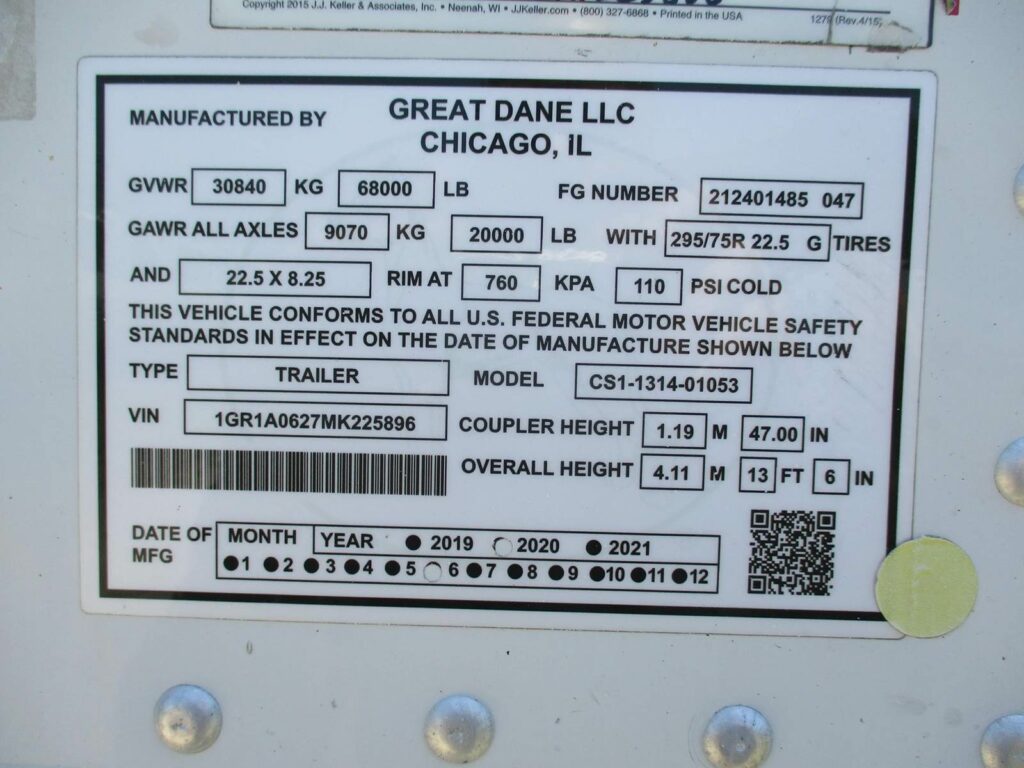 Copyright 2015 J.J. Keller & Associates, Inc. • Neenah, WI • JJKeller.com • (800) 327-6868 • Printed in the USA
1279 (Rev.4/15)
MANUFACTURED BY GREAT DANE LLC
CHICAGO, IL
GVWR 30840 KG 68000 LB FG NUMBER 212401485 047
GAWR ALL AXLES 9070 KG 20000 LB WITH 295/75R 22.5 G TIRES
AND 22.5 X 8.25 RIM AT 760 KPA 110 PSI COLD
THIS VEHICLE CONFORMS TO ALL U.S. FEDERAL MOTOR VEHICLE SAFETY
STANDARDS IN EFFECT ON THE DATE OF MANUFACTURE SHOWN BELOW
TYPE TRAILER MODEL CS1-1314-01053
VIN 1GR1A0627MK225896 COUPLER HEIGHT 1.19 M 47.00 IN
OVERALL HEIGHT 4.11 M 13 FT 6 IN
DATE OF MFG MONTH YEAR 2019 2020 2021
1 2 3 4 5 6 7 8 9 10 11 12